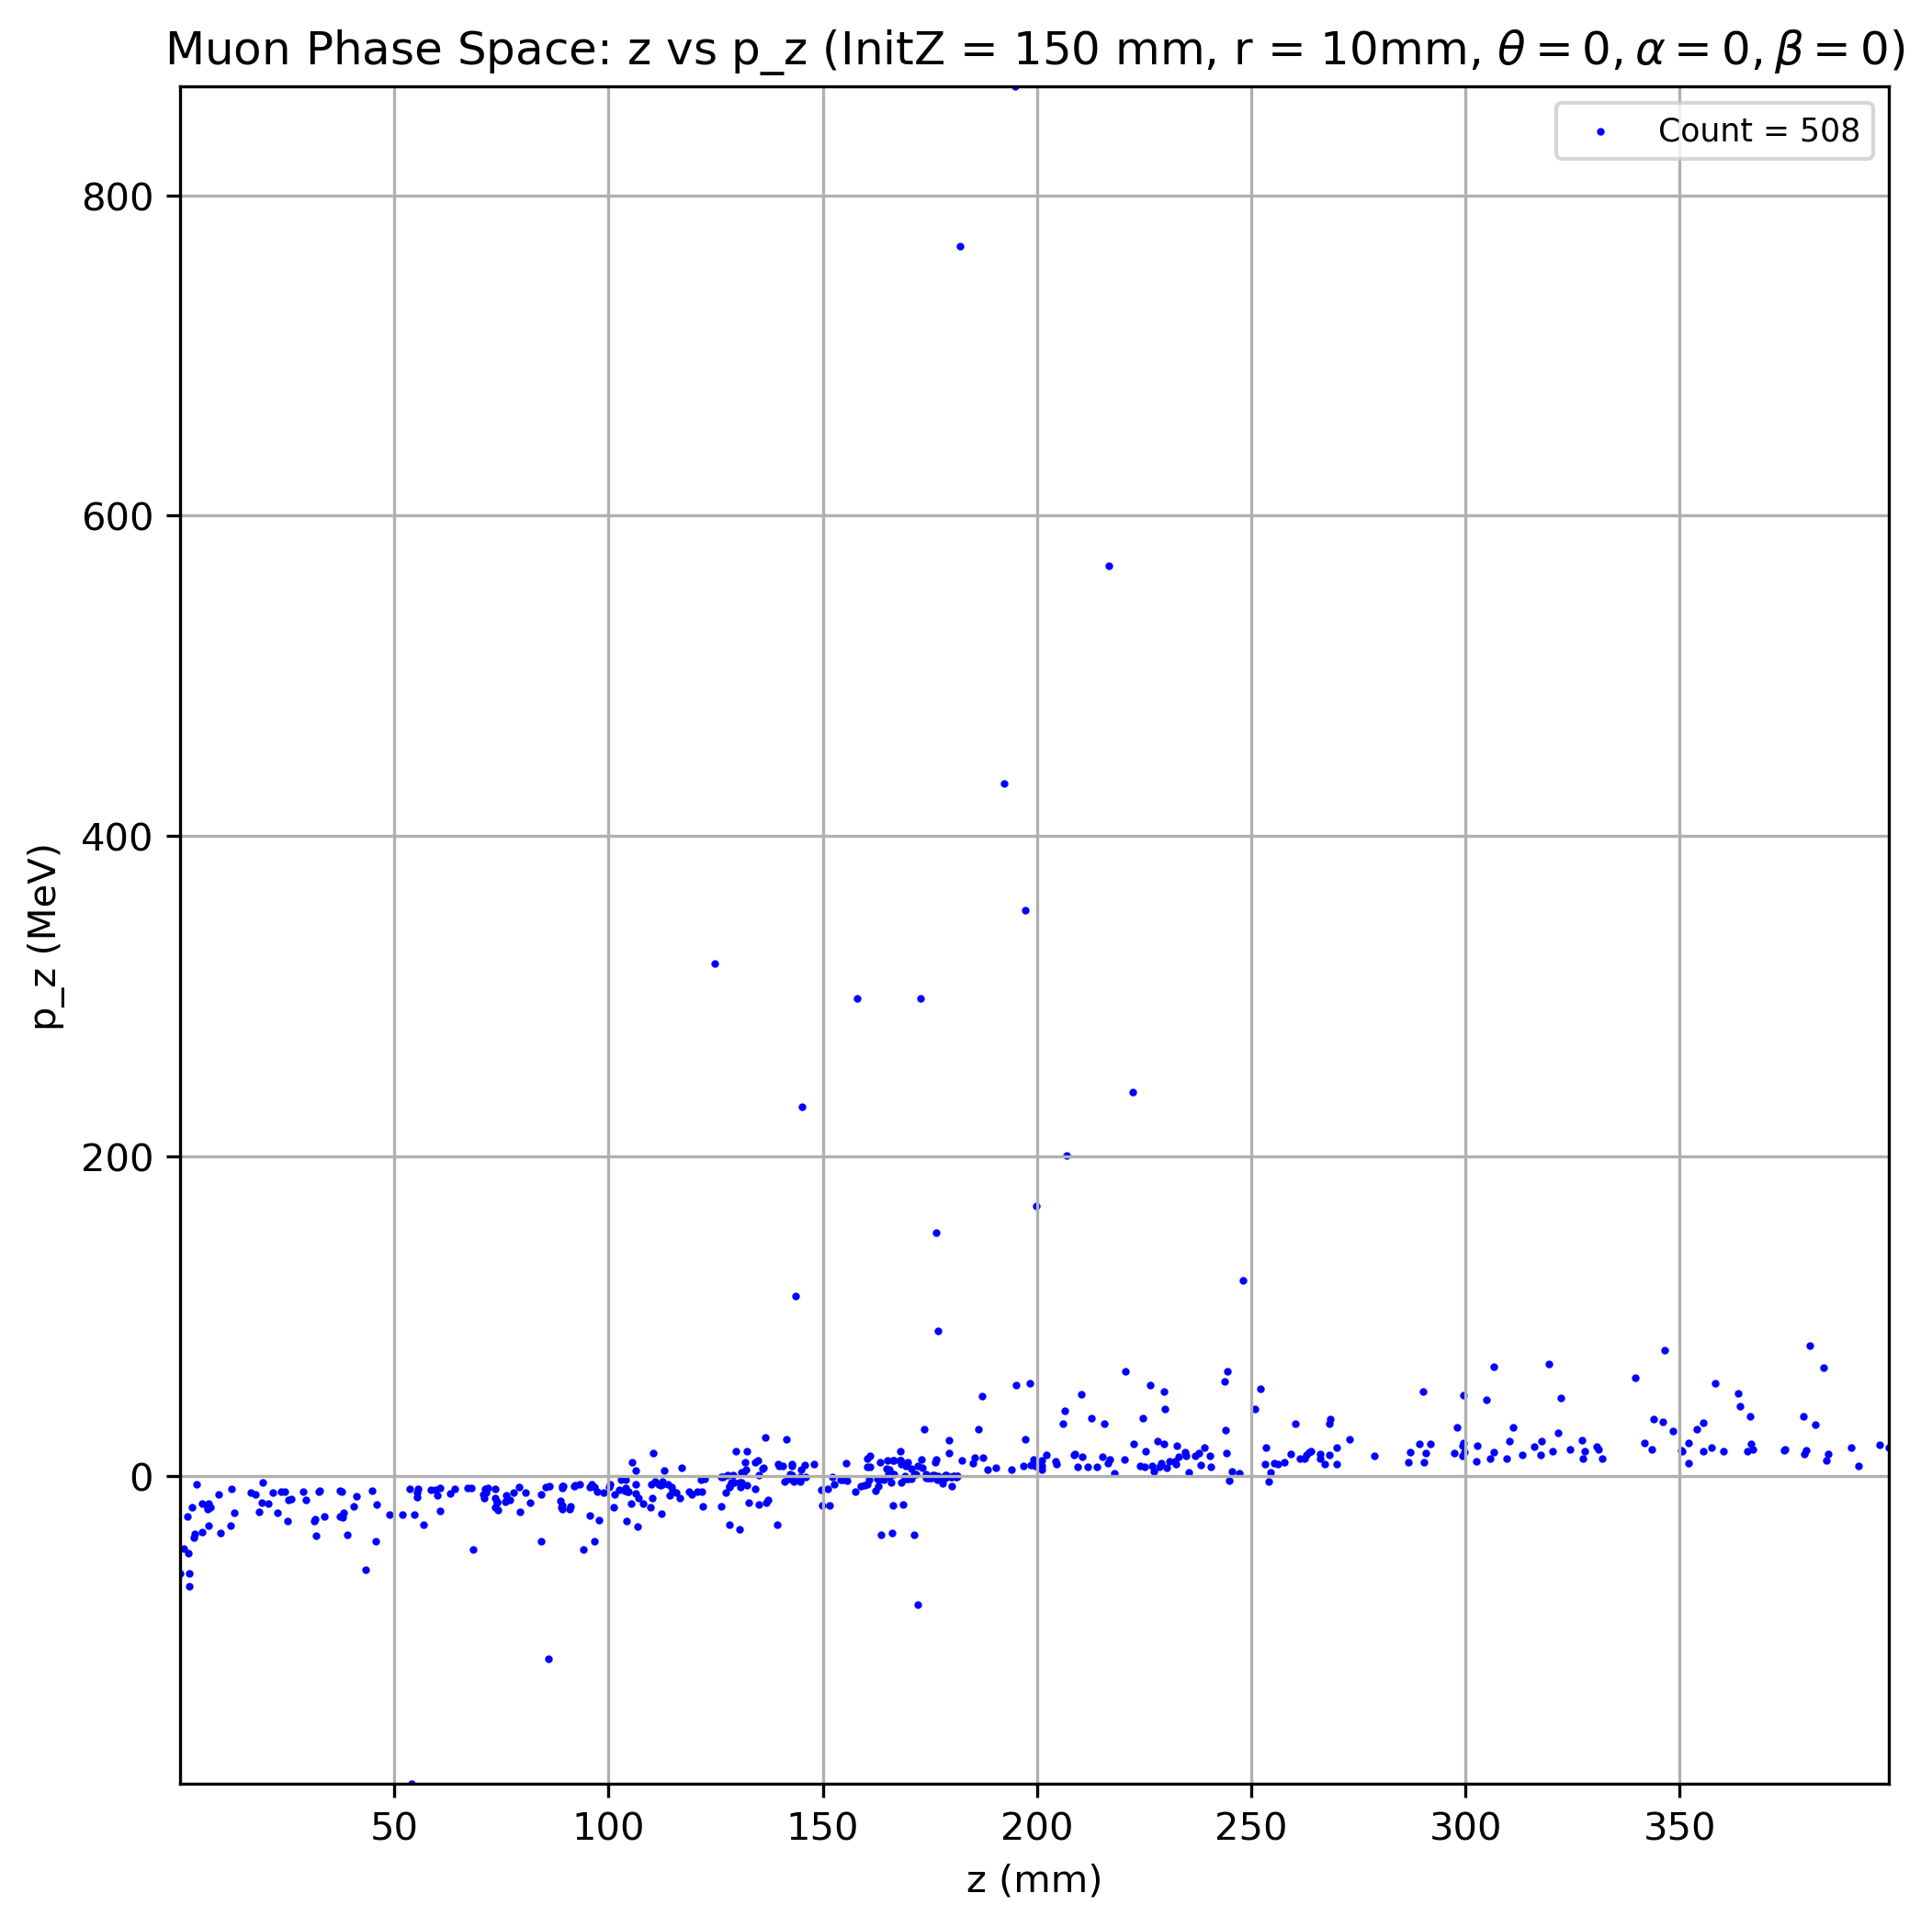 Muon Phase Space: z vs p_z (InitZ = 150 mm, r = 10mm, θ = 0, α = 0, β = 0)
Count = 508
800
600
400
200
0
p_z (MeV)
50 100 150 200 250 300 350
z (mm)